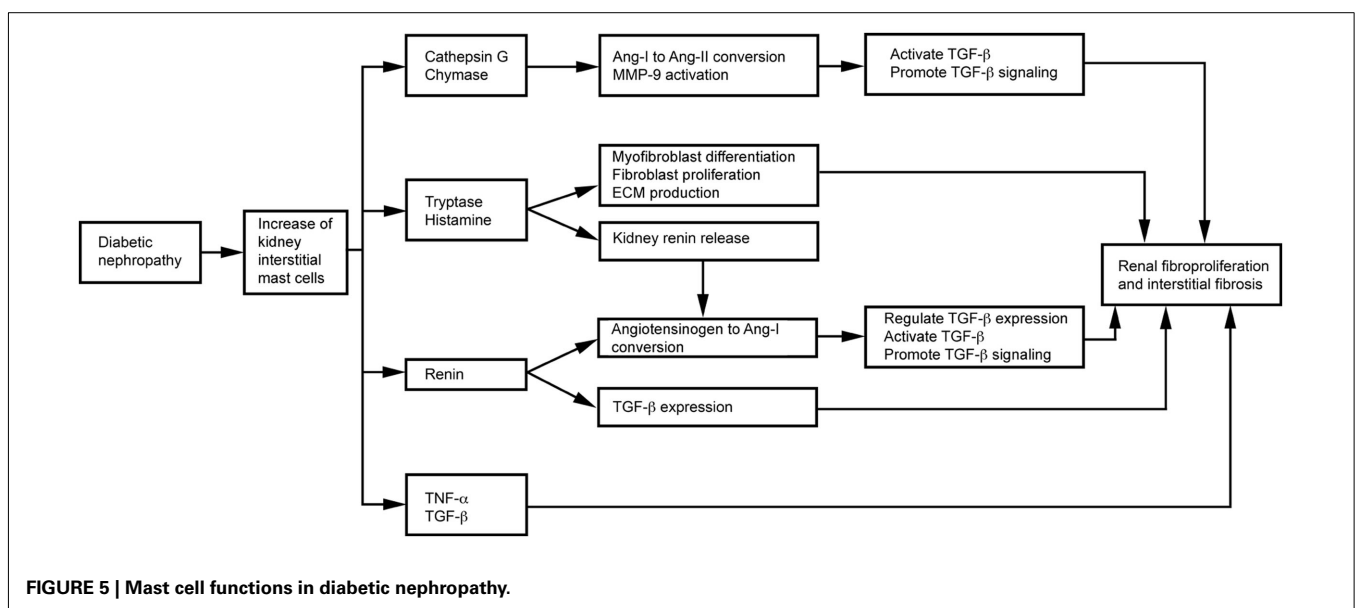 Cathepsin G
Chymase
Ang-I to Ang-II conversion
MMP-9 activation
Activate TGF-β
Promote TGF-β signaling
Myofibroblast differentiation
Fibroblast proliferation
ECM production
Tryptase
Histamine
Kidney renin release
Diabetic
nephropathy
Increase of
kidney
interstitial
mast cells
Renal fibroproliferation
and interstitial fibrosis
Angiotensinogen to Ang-I
conversion
Regulate TGF-β expression
Activate TGF-β
Promote TGF-β signaling
Renin
TGF-β expression
TNF-α
TGF-β
FIGURE 5 | Mast cell functions in diabetic nephropathy.